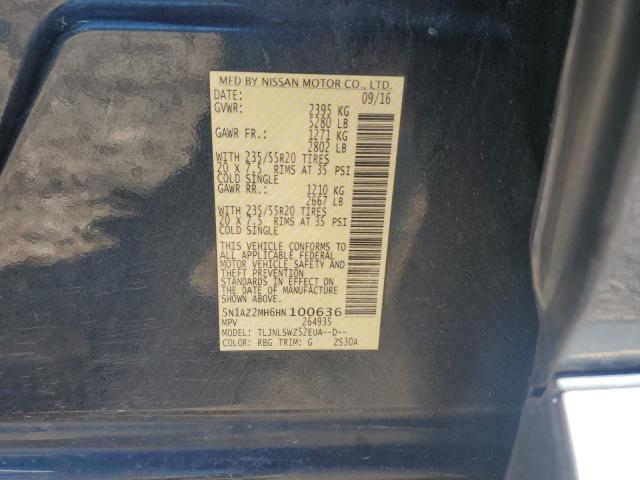 MFD BY NISSAN MOTOR CO., LTD.
DATE: 09/16
GVWR: 2395 KG
5280 LB
GAWR FR.: 1271 KG
2802 LB
WITH 235/55R20 TIRES
20 X 7.5 RIMS AT 35 PSI
COLD SINGLE
GAWR RR.: 1210 KG
2667 LB
WITH 235/55R20 TIRES
20 X 7.5 RIMS AT 35 PSI
COLD SINGLE
THIS VEHICLE CONFORMS TO
ALL APPLICABLE FEDERAL
MOTOR VEHICLE SAFETY AND
THEFT PREVENTION
STANDARDS IN EFFECT ON
THE DATE OF MANUFACTURE
SHOWN ABOVE.
5N1AZ2MH6HN100636
MPV 264935
MODEL: TLJNLSWZ52EUA--D--
COLOR: RBG TRIM: G ZS30A